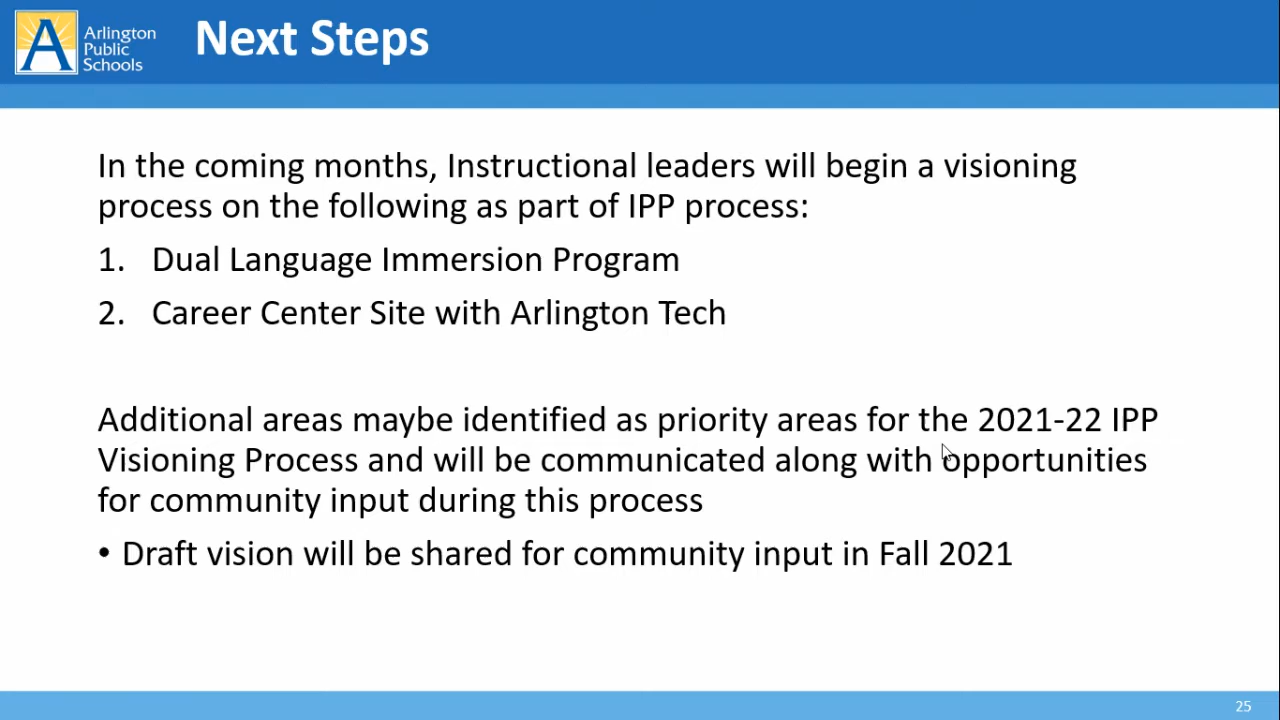 A
Arlington
Public
Schools
Next Steps
In the coming months, Instructional leaders will begin a visioning
process on the following as part of IPP process:
1. Dual Language Immersion Program
2. Career Center Site with Arlington Tech
Additional areas maybe identified as priority areas for the 2021-22 IPP
Visioning Process and will be communicated along with opportunities
for community input during this process
• Draft vision will be shared for community input in Fall 2021
25